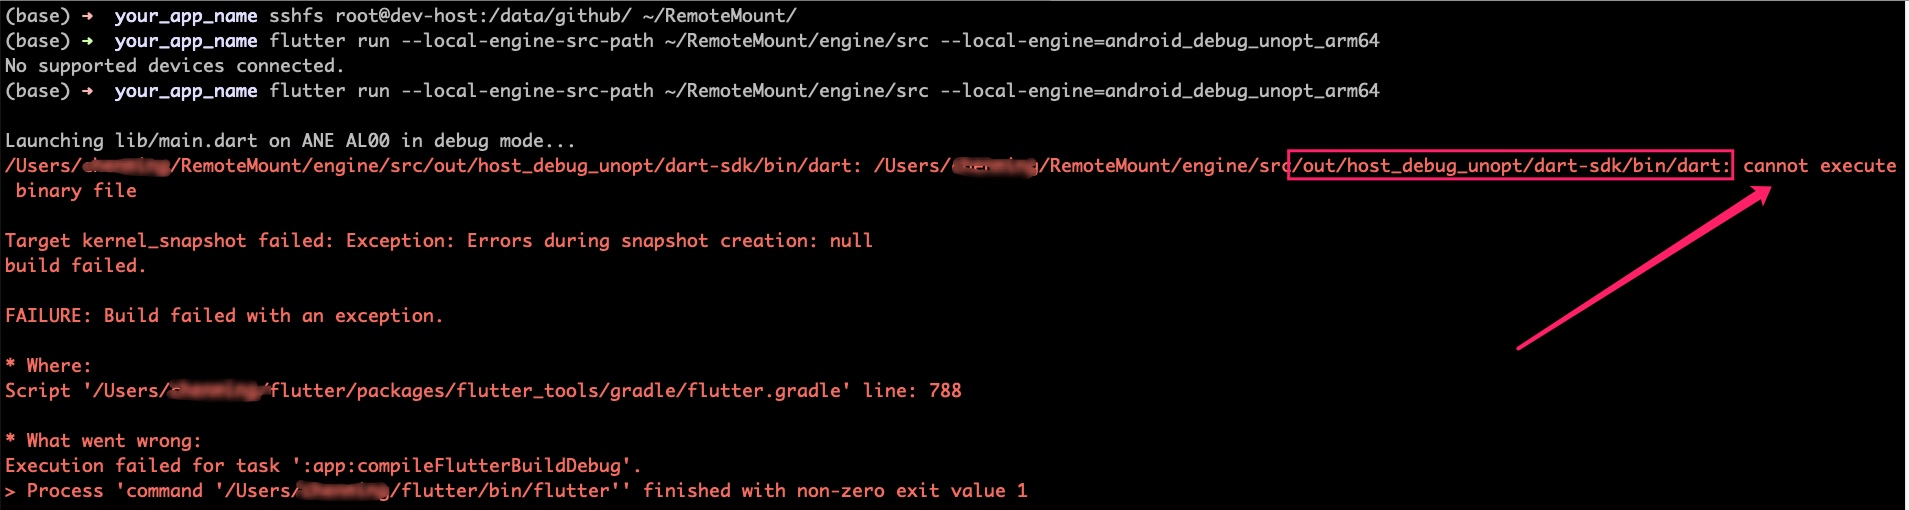 (base) ➜ your_app_name sshfs root@dev-host:/data/github/ ~/RemoteMount/
(base) ➜ your_app_name flutter run --local-engine-src-path ~/RemoteMount/engine/src --local-engine=android_debug_unopt_arm64
No supported devices connected.
(base) ➜ your_app_name flutter run --local-engine-src-path ~/RemoteMount/engine/src --local-engine=android_debug_unopt_arm64
Launching lib/main.dart on ANE AL00 in debug mode...
/Users/ /RemoteMount/engine/src/out/host_debug_unopt/dart-sdk/bin/dart: /Users/ /RemoteMount/engine/src/out/host_debug_unopt/dart-sdk/bin/dart: cannot execute
binary file
Target kernel_snapshot failed: Exception: Errors during snapshot creation: null
build failed.
FAILURE: Build failed with an exception.
* Where:
Script '/Users/ /flutter/packages/flutter_tools/gradle/flutter.gradle' line: 788
* What went wrong:
Execution failed for task ':app:compileFlutterBuildDebug'.
> Process 'command '/Users/ /flutter/bin/flutter'' finished with non-zero exit value 1